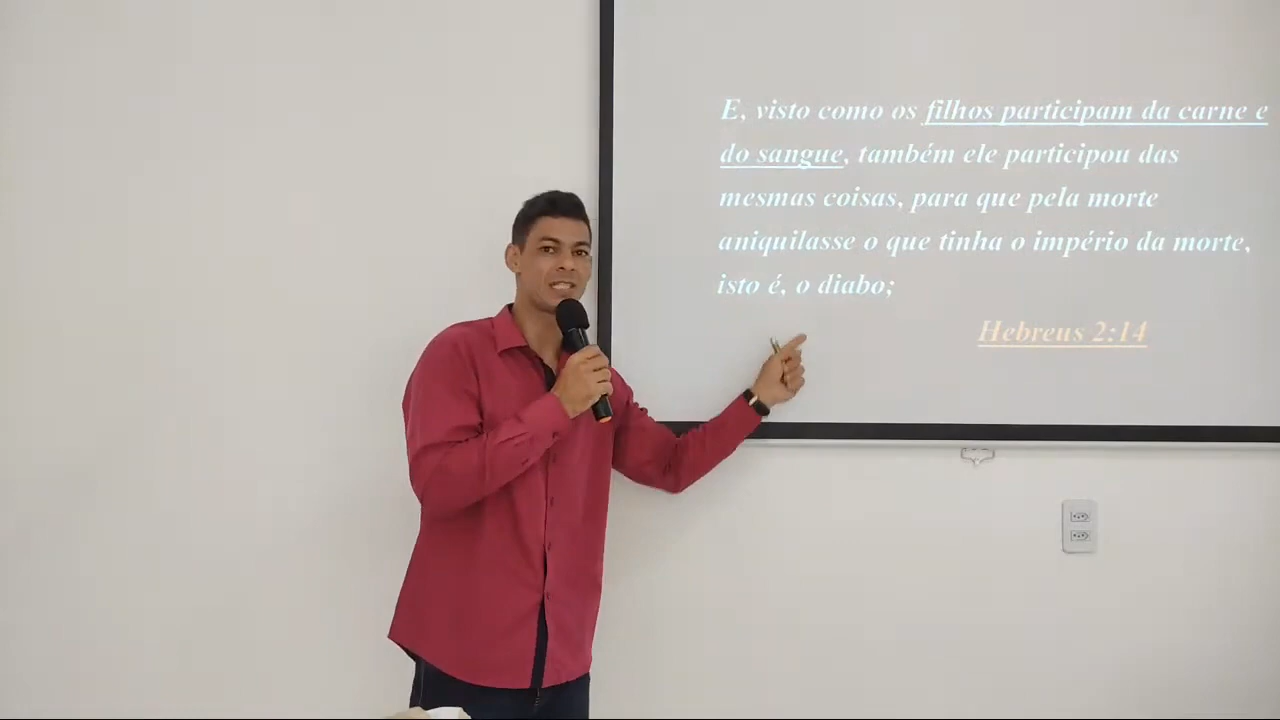 E, visto como os filhos participam da carne e
do sangue, também ele participou das
mesmas coisas, para que pela morte
aniquilasse o que tinha o império da morte,
isto é, o diabo;
Hebreus 2:14